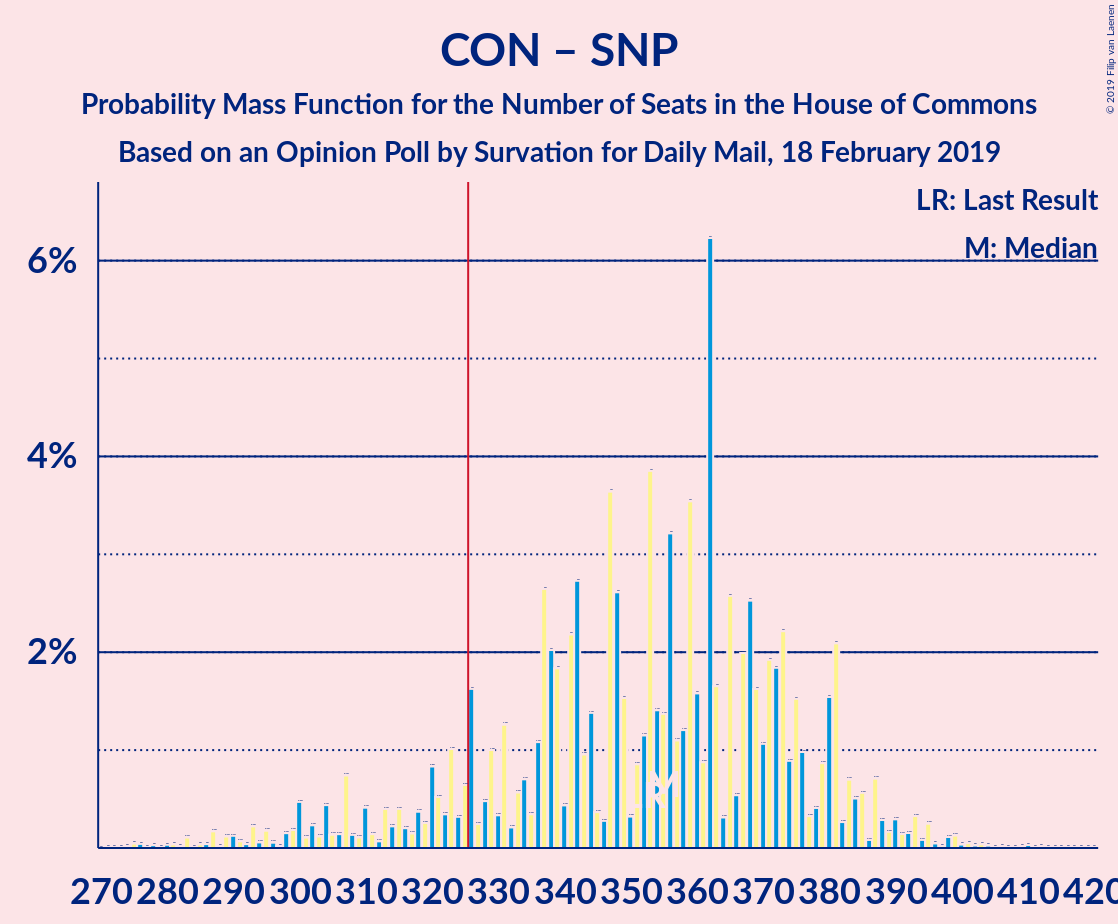 CON – SNP
Probability Mass Function for the Number of Seats in the House of Commons
Based on an Opinion Poll by Survation for Daily Mail, 18 February 2019
© 2019 Filip van Laenen
LR: Last Result
M: Median
6%
4%
2%
M
270 280 290 300 310 320 330 340 350 360 370 380 390 400 410 420